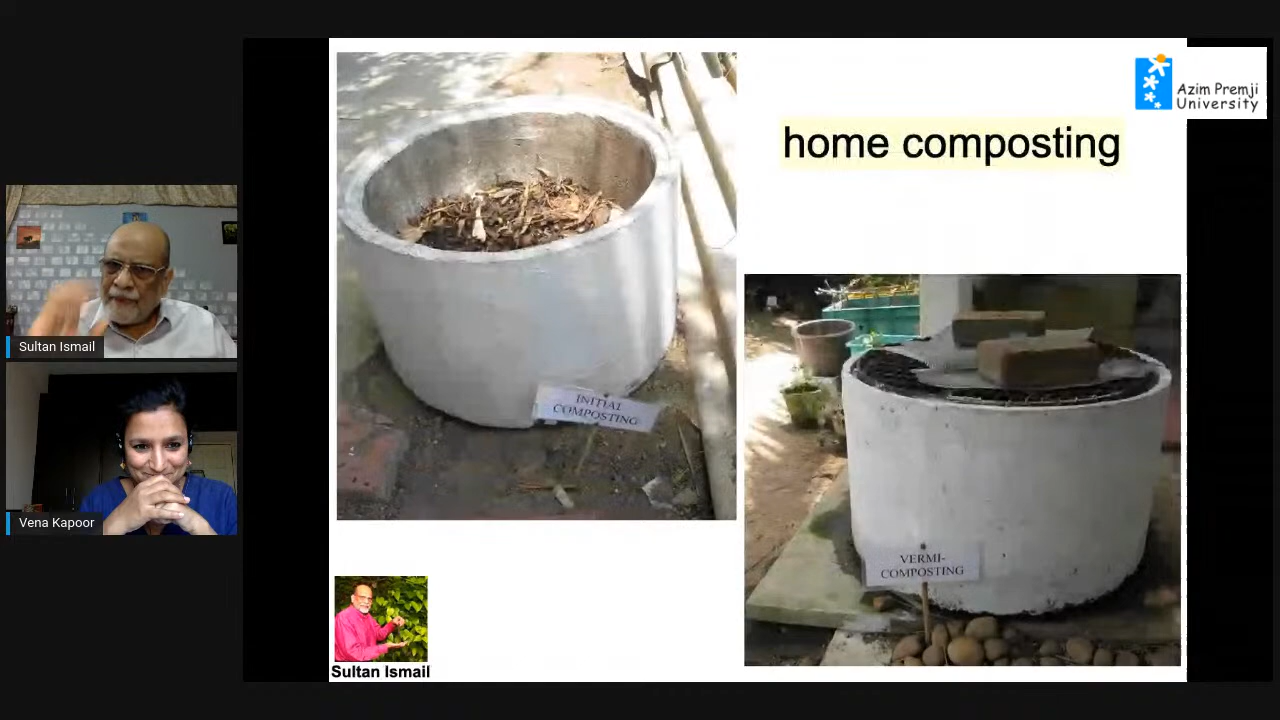 Sultan Ismail
Vena Kapoor
home composting
Azim Premji
University
INITIAL
COMPOSTING
VERMI-
COMPOSTING
Sultan Ismail